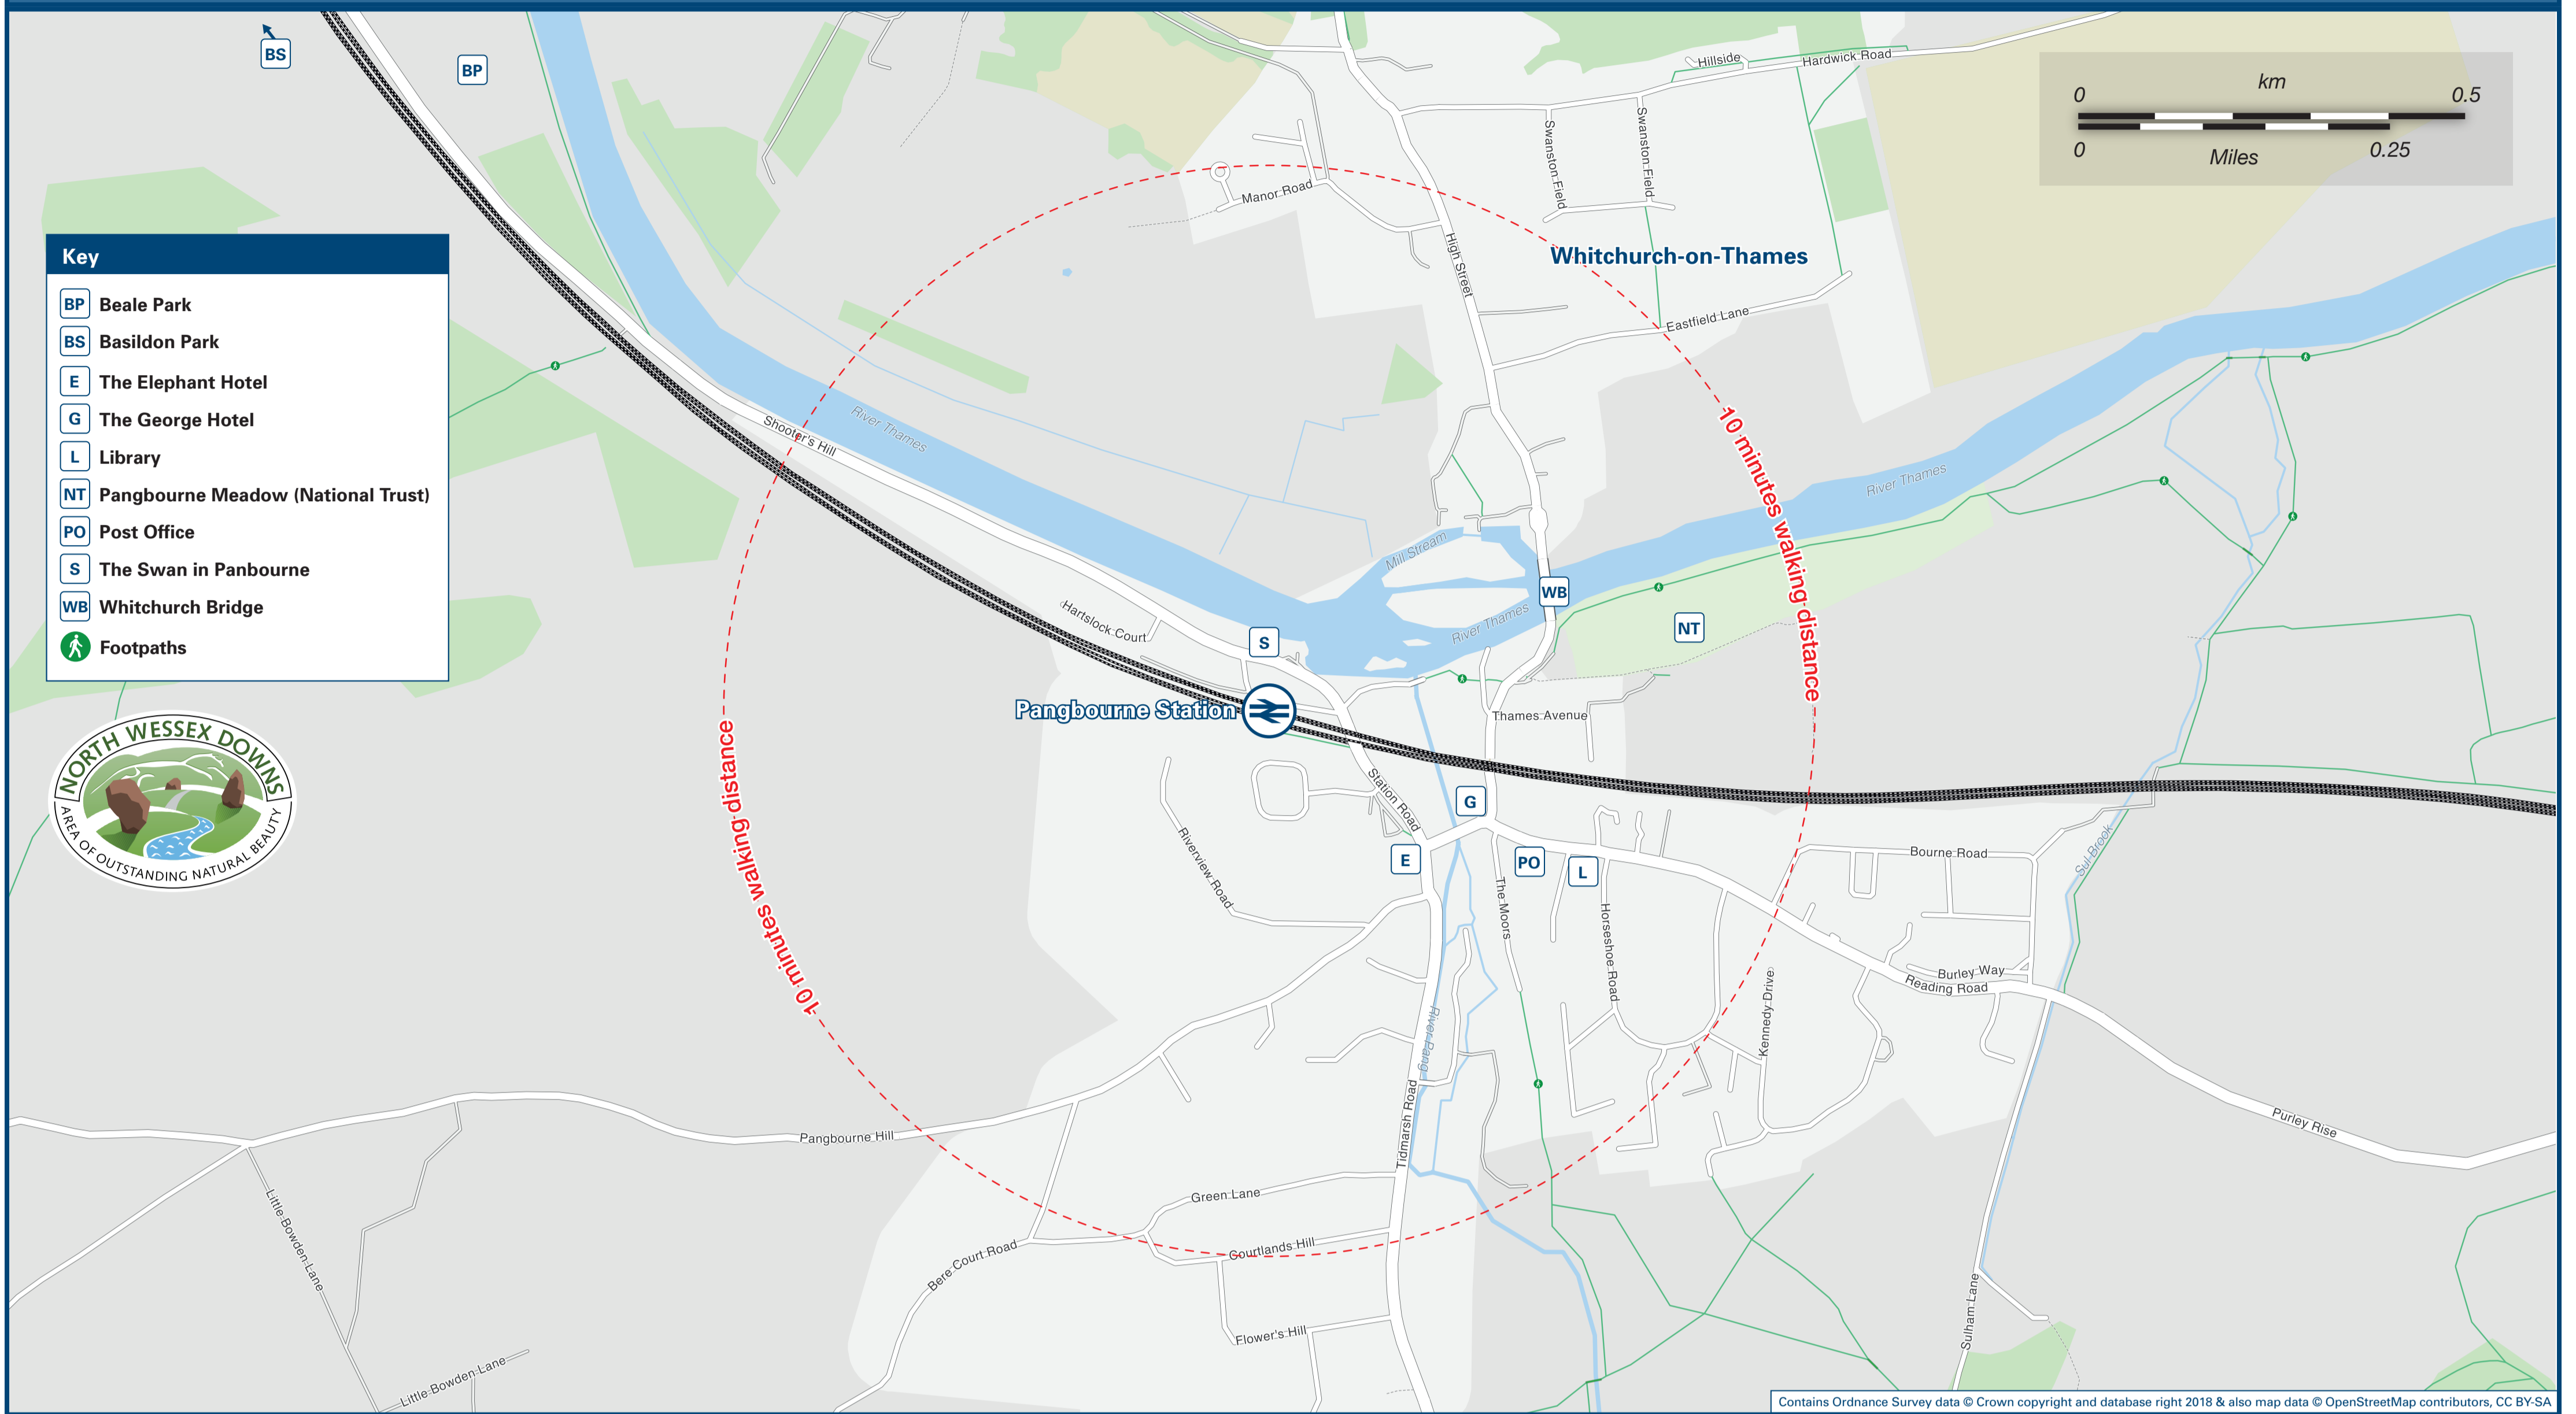 BS
BP
Hillside
Hardwick Road
km
0
0.5
0
Miles
0.25
Swanston Field
Swanston Field
Manor Road
High Street
Whitchurch-on-Thames
Eastfield Lane
Key
BP Beale Park
BS Basildon Park
E The Elephant Hotel
G The George Hotel
L Library
NT Pangbourne Meadow (National Trust)
PO Post Office
S The Swan in Panbourne
WB Whitchurch Bridge
Footpaths
Shooter's Hill
River Thames
10 minutes walking distance
River Thames
Mill Stream
River Thames
WB
NT
Hartslock Court
S
Pangbourne Station
Thames Avenue
10 minutes walking distance
NORTH WESSEX DOWNS
AREA OF OUTSTANDING NATURAL BEAUTY
Station Road
G
E
PO
L
Riverview Road
The Moors
Horseshoe Road
Bourne Road
Sul Brook
Burley Way
Reading Road
Kennedy Drive
River Pang
Tidmarsh Road
Pangbourne Hill
Purley Rise
Green Lane
Courtlands Hill
Bere Court Road
Little Bowden Lane
Flower's Hill
Sulham Lane
Little Bowden Lane
Contains Ordnance Survey data © Crown copyright and database right 2018 & also map data © OpenStreetMap contributors, CC BY-SA